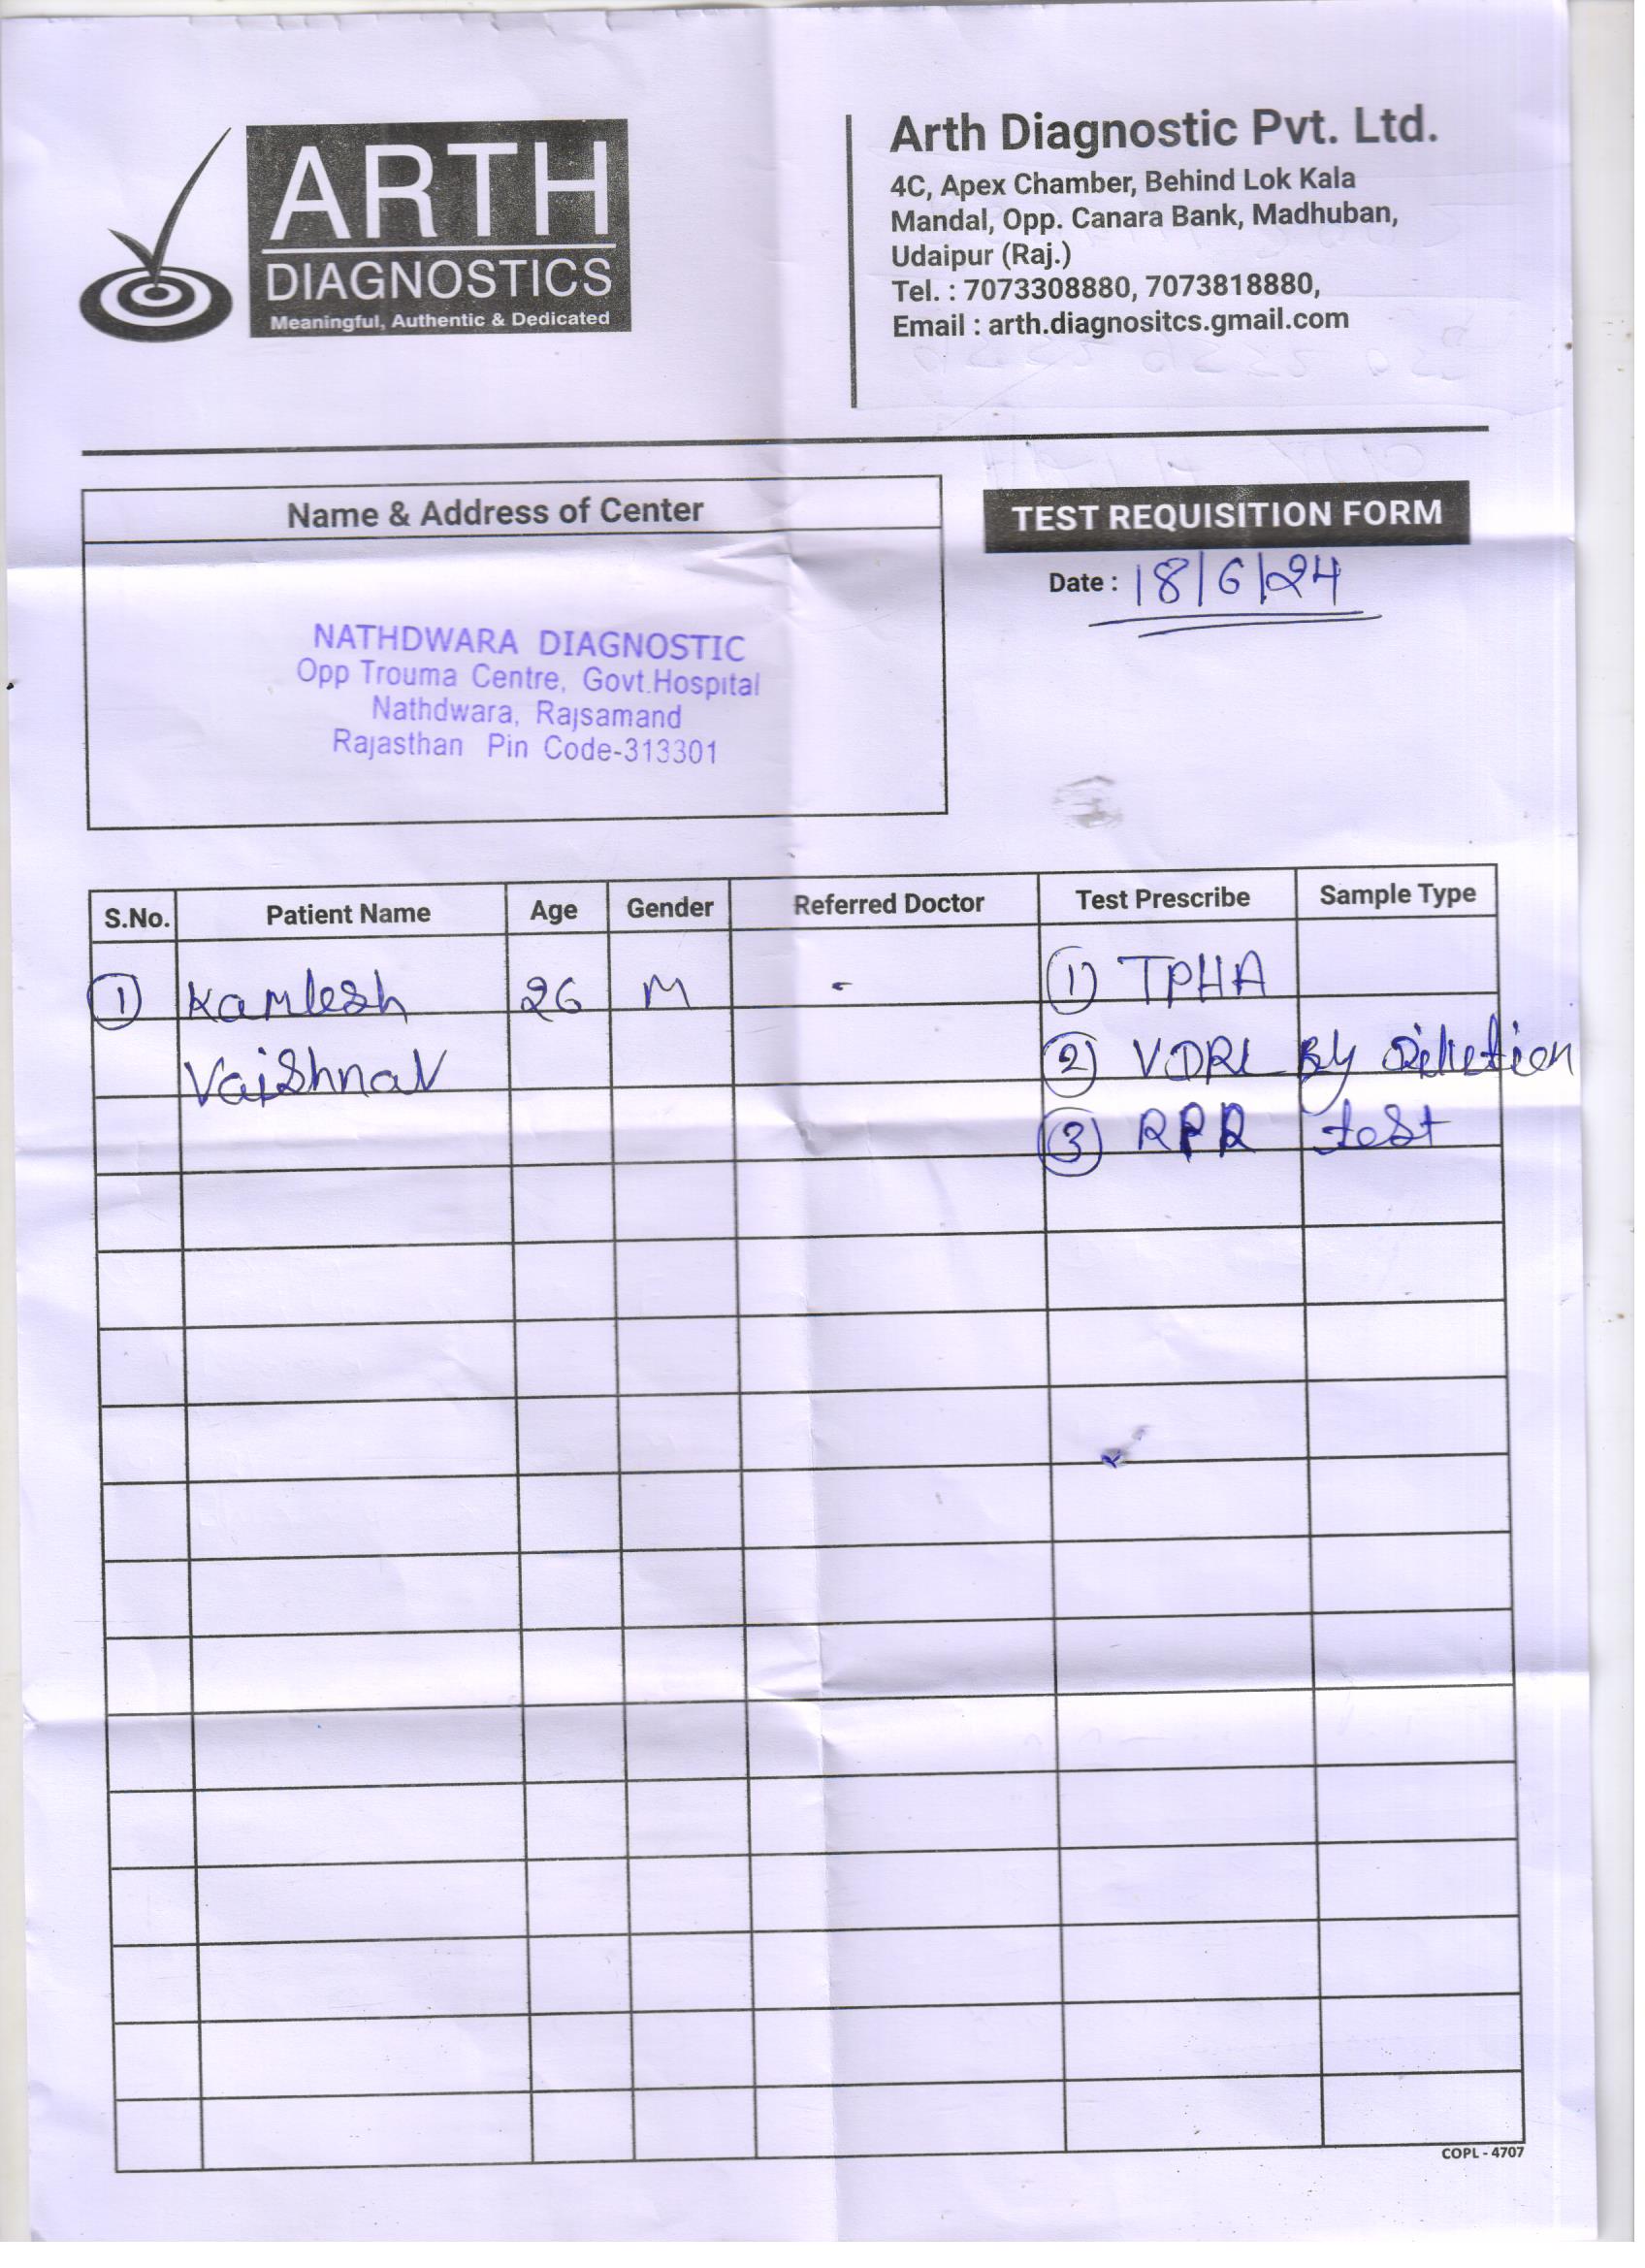 ARTH
DIAGNOSTICS
Meaningful, Authentic & Dedicated
Arth Diagnostic Pvt. Ltd.
4C, Apex Chamber, Behind Lok Kala
Mandal, Opp. Canara Bank, Madhuban,
Udaipur (Raj.)
Tel. : 7073308880, 7073818880,
Email : arth.diagnositcs.gmail.com
Name & Address of Center
NATHDWARA DIAGNOSTIC
Opp Trouma Centre, Govt.Hospital
Nathdwara, Rajsamand
Rajasthan Pin Code-313301
TEST REQUISITION FORM
Date : 18/6/24
S.No. Patient Name Age Gender Referred Doctor Test Prescribe Sample Type
1 Kamlesh 26 M - 1 TPHA
Vaishnav 2 VDRL By
3 RPR test
COPL - 4707